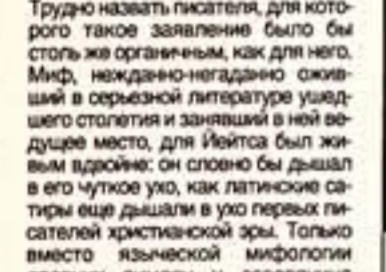 Трудно назвать писателя, для кото-
рого такое заявление было бы
столь же органичным, как для него.
Миф, нежданно-негаданно ожив-
ший в серьезной литературе ушед-
шего столетия и занявший в ней ве-
дущее место, для Йейтса был жи-
вым вдвойне: он словно бы дышал
в его чуткое ухо, как латинские са-
тиры еще дышали в ухо первых пи-
сателей христианской эры. Только
вместо языческой мифологии